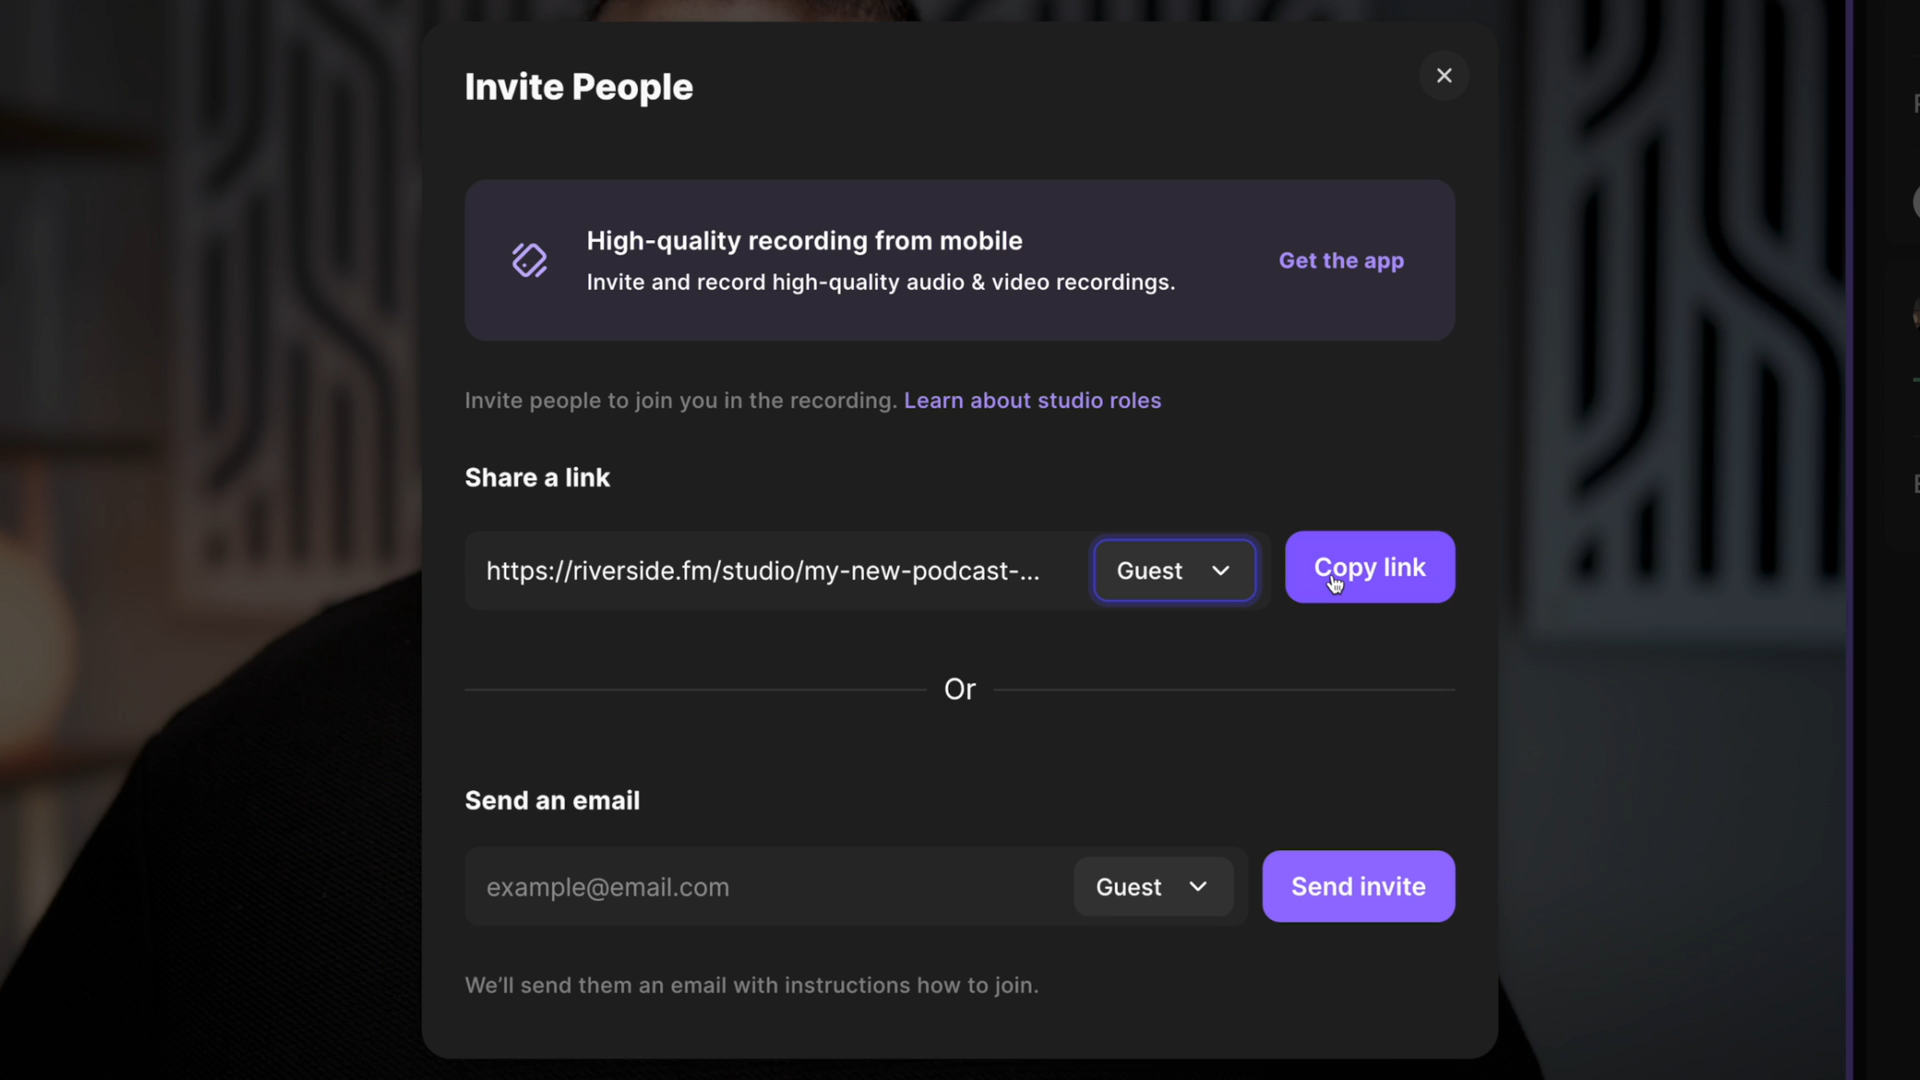 Invite People
High-quality recording from mobile
Invite and record high-quality audio & video recordings.
Get the app
Invite people to join you in the recording. Learn about studio roles
Share a link
https://riverside.fm/studio/my-new-podcast-...
Guest
Copy link
Or
Send an email
example@email.com
Guest
Send invite
We'll send them an email with instructions how to join.